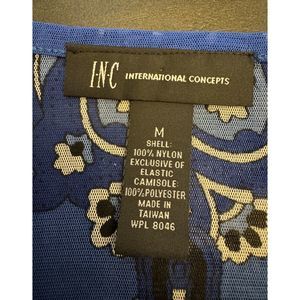 I·N·C INTERNATIONAL CONCEPTS
M
SHELL:
100% NYLON
EXCLUSIVE OF
ELASTIC
CAMISOLE:
100% POLYESTER
MADE IN
TAIWAN
WPL 8046